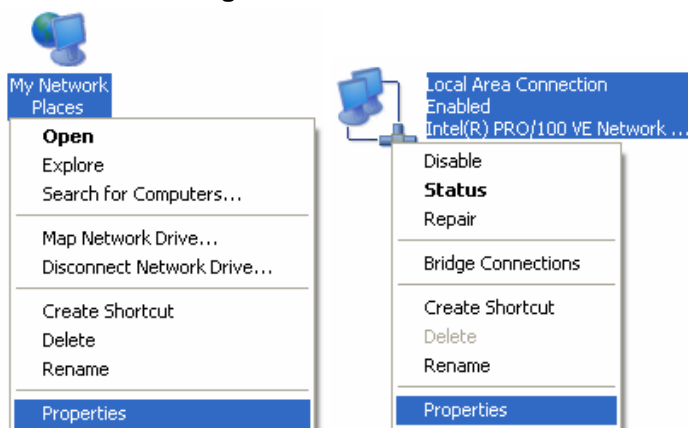 My Network
Places
Open
Explore
Search for Computers...
Map Network Drive...
Disconnect Network Drive...
Create Shortcut
Delete
Rename
Properties
Local Area Connection
Enabled
Intel(R) PRO/100 VE Network ...
Disable
Status
Repair
Bridge Connections
Create Shortcut
Delete
Rename
Properties